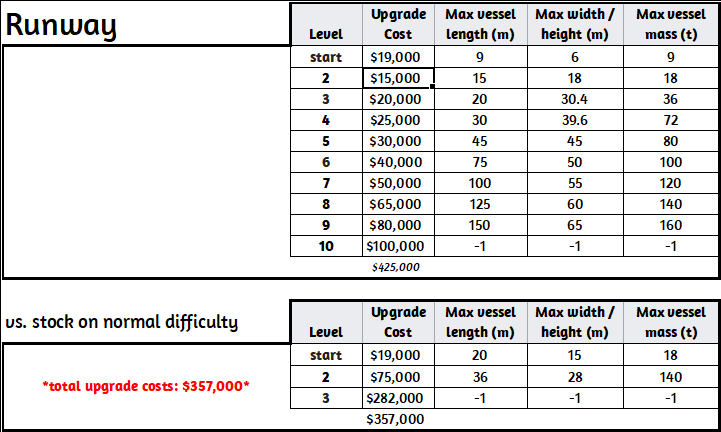 Runway
Level Upgrade Cost Max vessel length (m) Max width / height (m) Max vessel mass (t)
start $19,000 9 6 9
2 $15,000 15 18 18
3 $20,000 20 30.4 36
4 $25,000 30 39.6 72
5 $30,000 45 45 80
6 $40,000 75 50 100
7 $50,000 100 55 120
8 $65,000 125 60 140
9 $80,000 150 65 160
10 $100,000 -1 -1 -1
$425,000
vs. stock on normal difficulty
Level Upgrade Cost Max vessel length (m) Max width / height (m) Max vessel mass (t)
start $19,000 20 15 18
*total upgrade costs: $357,000*
2 $75,000 36 28 140
3 $282,000 -1 -1 -1
$357,000